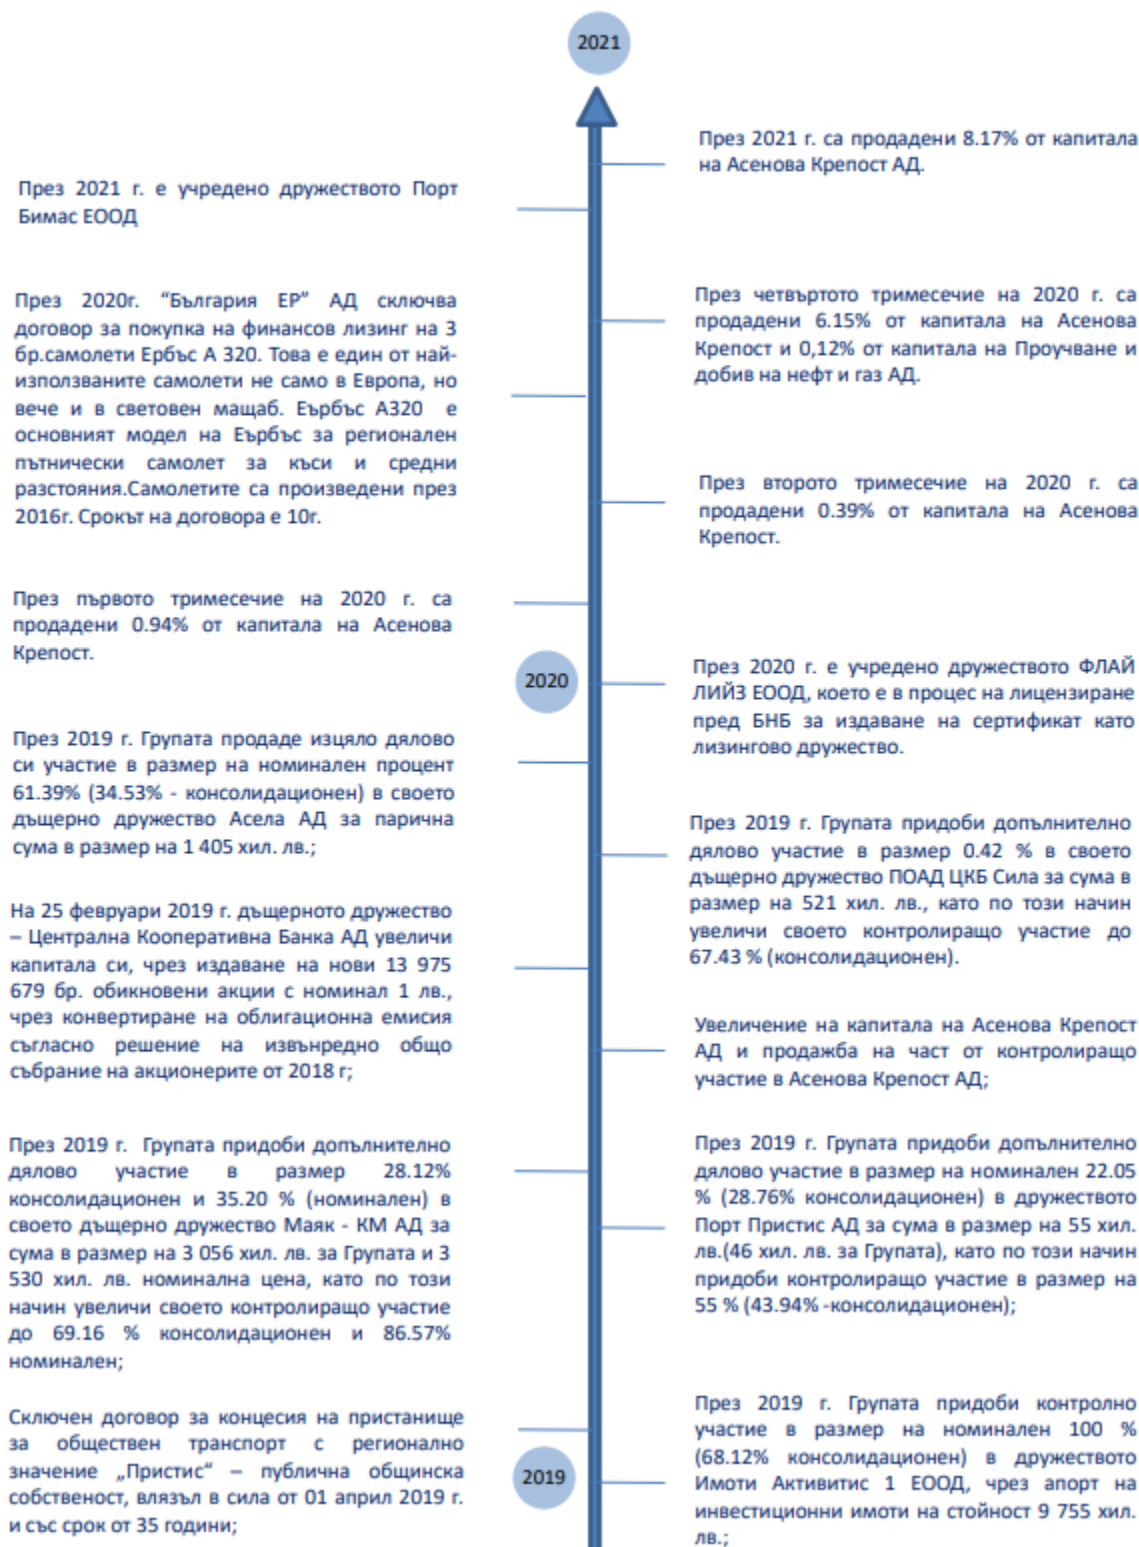 2021
През 2021 г. са продадени 8.17% от капитала
на Асенова Крепост АД.
През 2021 г. е учредено дружеството Порт
Бимас ЕООД
През четвъртото тримесечие на 2020 г. са
продадени 6.15% от капитала на Асенова
Крепост и 0,12% от капитала на Проучване и
добив на нефт и газ АД.
През 2020г. “България ЕР” АД сключва
договор за покупка на финансов лизинг на 3
бр.самолети Ербъс А 320. Това е един от най-
използваните самолети не само в Европа, но
вече и в световен мащаб. Еърбъс А320 е
основният модел на Еърбъс за регионален
пътнически самолет за къси и средни
разстояния.Самолетите са произведени през
2016г. Срокът на договора е 10г.
През второто тримесечие на 2020 г. са
продадени 0.39% от капитала на Асенова
Крепост.
През първото тримесечие на 2020 г. са
продадени 0.94% от капитала на Асенова
Крепост.
2020
През 2020 г. е учредено дружеството ФЛАЙ
ЛИЙЗ ЕООД, което е в процес на лицензиране
пред БНБ за издаване на сертификат като
лизингово дружество.
През 2019 г. Групата продаде изцяло дялово
си участие в размер на номинален процент
61.39% (34.53% - консолидационен) в своето
дъщерно дружество Асела АД за парична
сума в размер на 1 405 хил. лв.;
През 2019 г. Групата придоби допълнително
дялово участие в размер 0.42 % в своето
дъщерно дружество ПОАД ЦКБ Сила за сума в
размер на 521 хил. лв., като по този начин
увеличи своето контролиращо участие до
67.43 % (консолидационен).
На 25 февруари 2019 г. дъщерното дружество
– Централна Кооперативна Банка АД увеличи
капитала си, чрез издаване на нови 13 975
679 бр. обикновени акции с номинал 1 лв.,
чрез конвертиране на облигационна емисия
съгласно решение на извънредно общо
събрание на акционерите от 2018 г;
Увеличение на капитала на Асенова Крепост
АД и продажба на част от контролиращо
участие в Асенова Крепост АД;
През 2019 г. Групата придоби допълнително
дялово участие в размер 28.12%
консолидационен и 35.20 % (номинален) в
своето дъщерно дружество Маяк - КМ АД за
сума в размер на 3 056 хил. лв. за Групата и 3
530 хил. лв. номинална цена, като по този
начин увеличи своето контролиращо участие
до 69.16 % консолидационен и 86.57%
номинален;
През 2019 г. Групата придоби допълнително
дялово участие в размер на номинален 22.05
% (28.76% консолидационен) в дружеството
Порт Пристис АД за сума в размер на 55 хил.
лв.(46 хил. лв. за Групата), като по този начин
придоби контролиращо участие в размер на
55 % (43.94% -консолидационен);
Сключен договор за концесия на пристанище
за обществен транспорт с регионално
значение „Пристис“ – публична общинска
собственост, влязъл в сила от 01 април 2019 г.
и със срок от 35 години;
2019
През 2019 г. Групата придоби контролно
участие в размер на номинален 100 %
(68.12% консолидационен) в дружеството
Имоти Активитис 1 ЕООД, чрез апорт на
инвестиционни имоти на стойност 9 755 хил.
лв.;